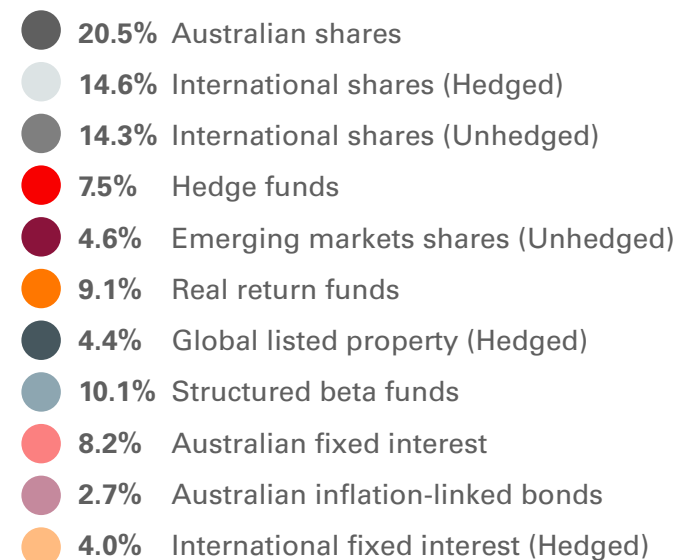 20.5% Australian shares
14.6% International shares (Hedged)
14.3% International shares (Unhedged)
7.5% Hedge funds
4.6% Emerging markets shares (Unhedged)
9.1% Real return funds
4.4% Global listed property (Hedged)
10.1% Structured beta funds
8.2% Australian fixed interest
2.7% Australian inflation-linked bonds
4.0% International fixed interest (Hedged)